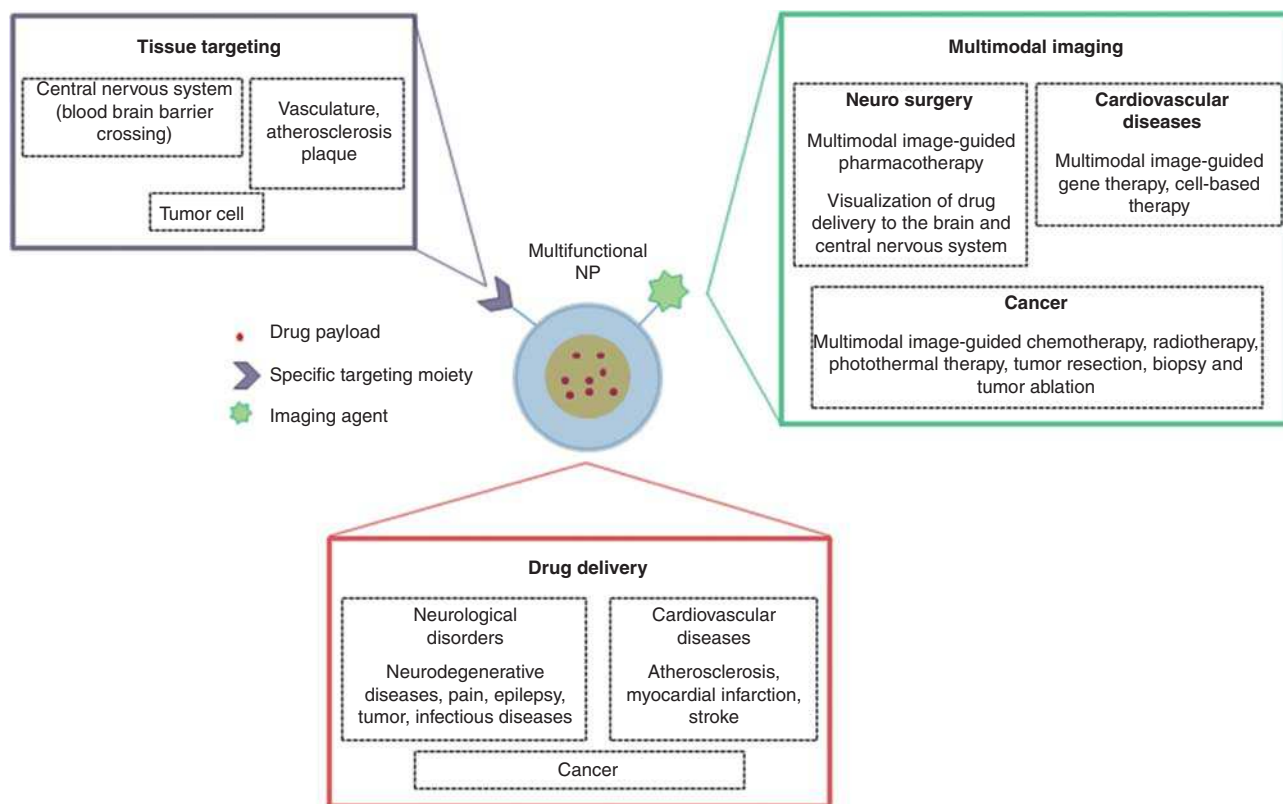 Tissue targeting
Central nervous system
(blood brain barrier
crossing)
Vasculature,
atherosclerosis
plaque
Tumor cell
Multimodal imaging
Neuro surgery
Multimodal image-guided
pharmacotherapy
Visualization of drug
delivery to the brain and
central nervous system
Cardiovascular
diseases
Multimodal image-guided
gene therapy, cell-based
therapy
Cancer
Multimodal image-guided chemotherapy, radiotherapy,
photothermal therapy, tumor resection, biopsy and
tumor ablation
Multifunctional
NP
Drug payload
Specific targeting moiety
Imaging agent
Drug delivery
Neurological
disorders
Neurodegenerative
diseases, pain, epilepsy,
tumor, infectious diseases
Cardiovascular
diseases
Atherosclerosis,
myocardial infarction,
stroke
Cancer